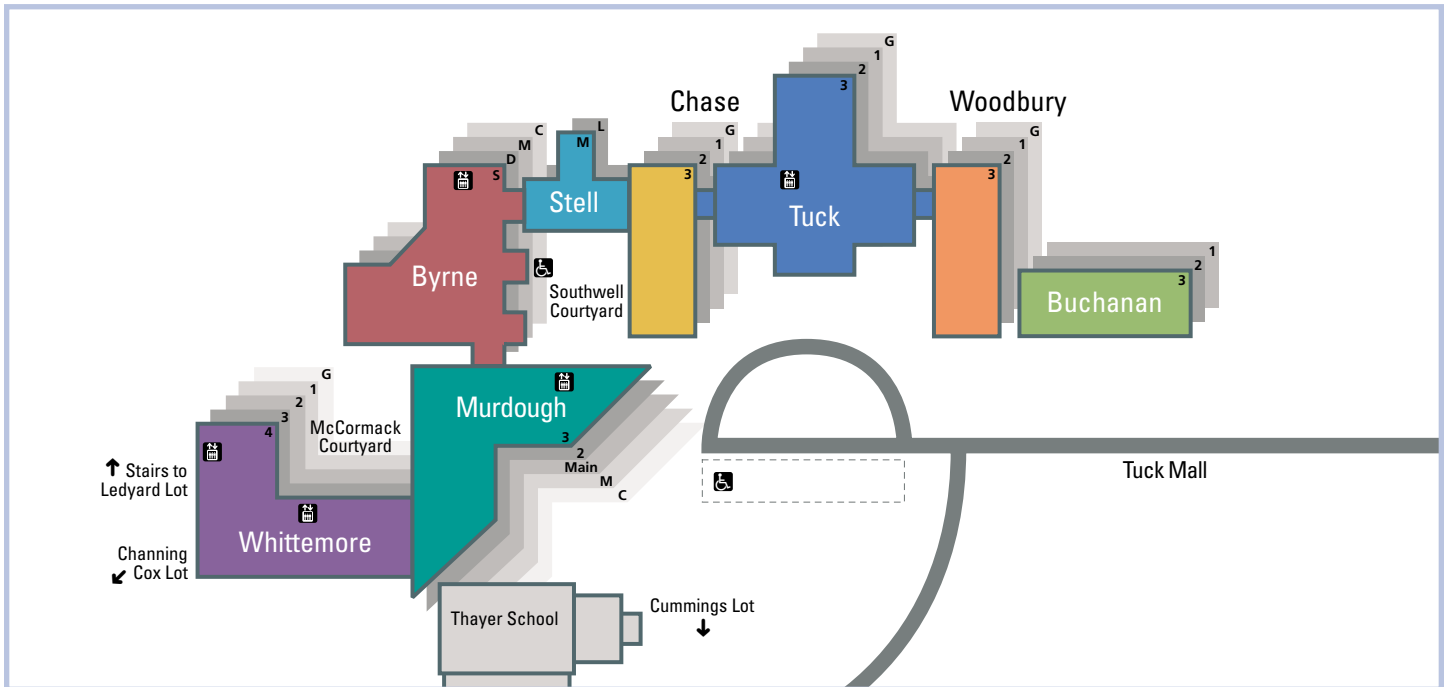 G
1
2
3
Chase
Woodbury
C
M
D
S
L
M
G
1
2
3
G
1
2
3
Stell
Tuck
Byrne
Southwell
Courtyard
1
2
3
Buchanan
G
1
2
3
4
McCormack
Courtyard
Murdough
3
2
Main
M
C
Stairs to
Ledyard Lot
Tuck Mall
Whittemore
Channing
Cox Lot
Thayer School
Cummings Lot